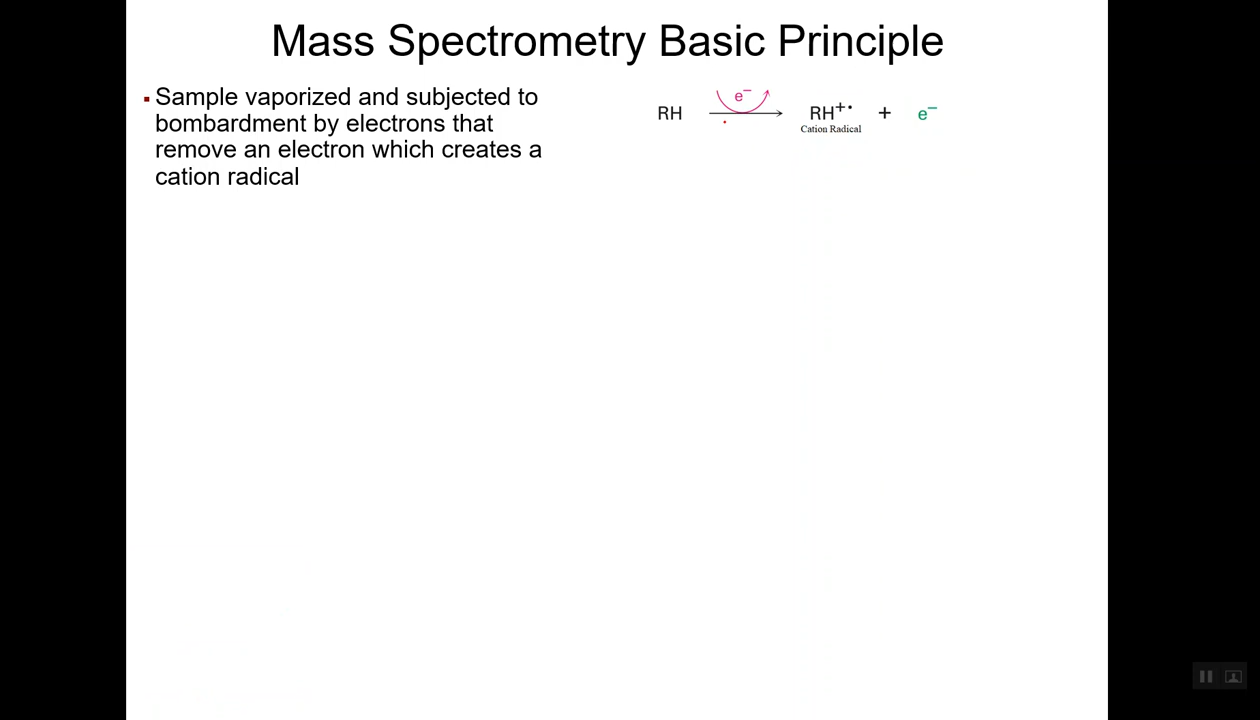 Mass Spectrometry Basic Principle
▪ Sample vaporized and subjected to
bombardment by electrons that
remove an electron which creates a
cation radical
e⁻
RH → RH⁺• + e⁻
Cation Radical